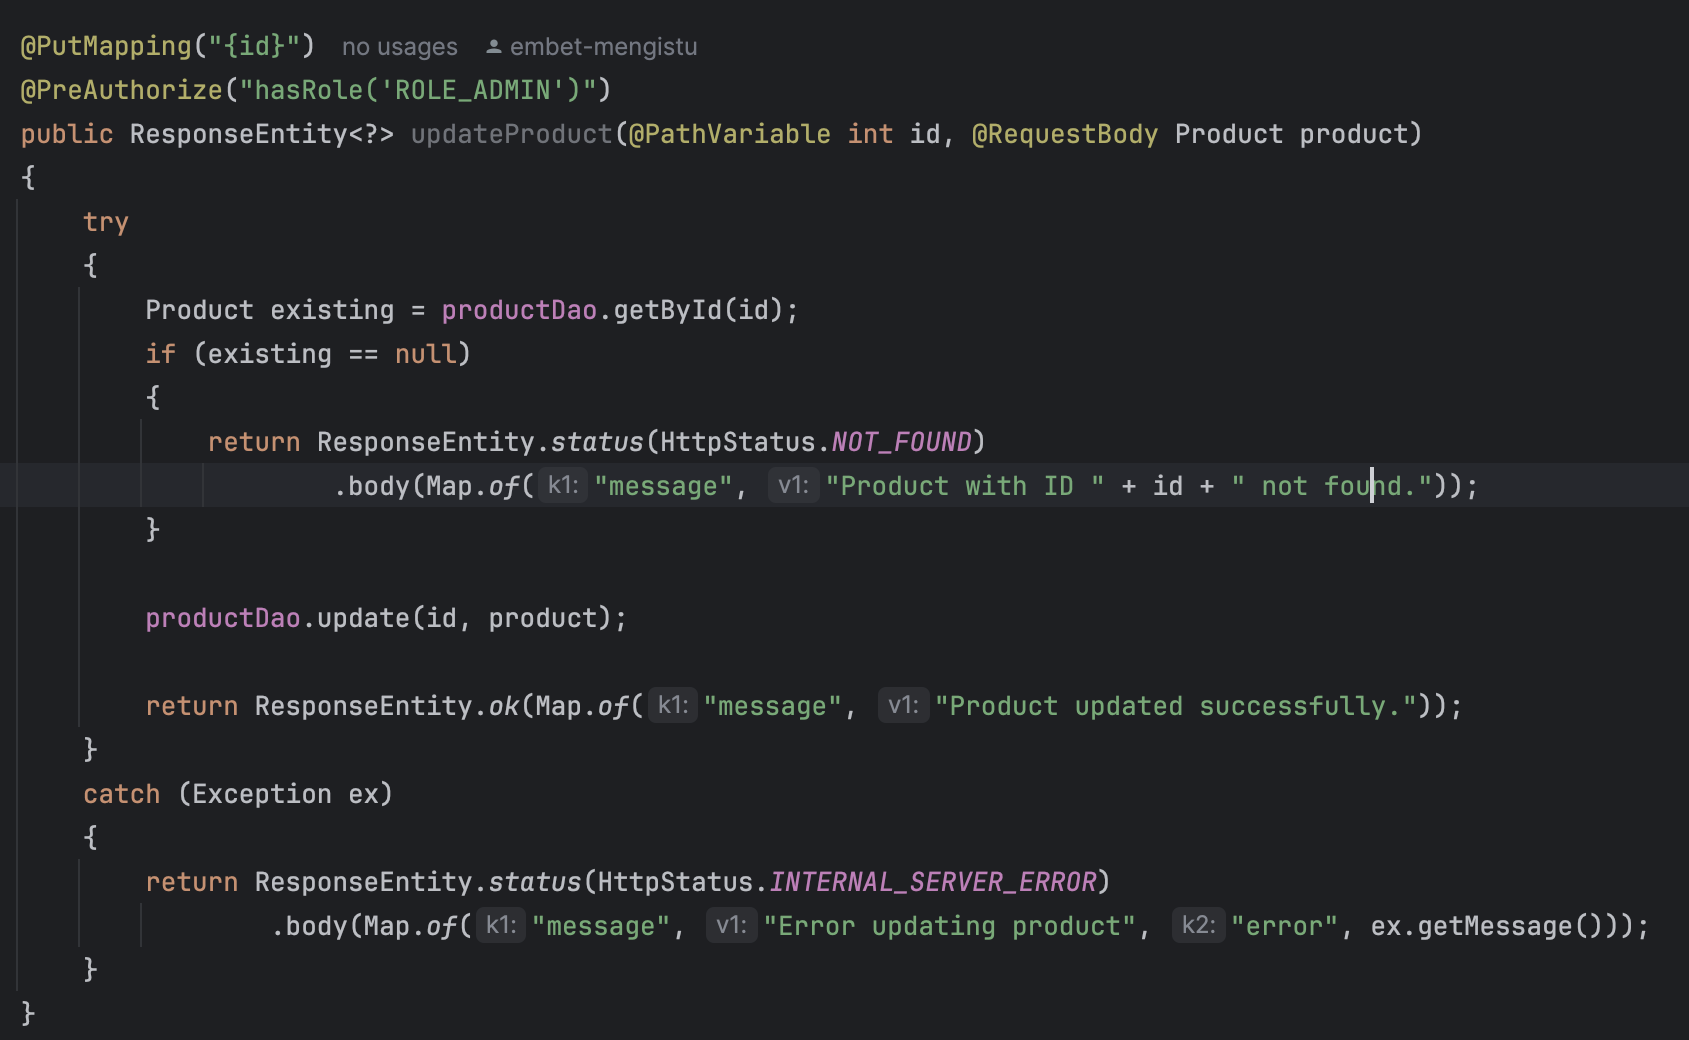 @PutMapping("{id}") no usages embet-mengistu
@PreAuthorize("hasRole('ROLE_ADMIN')")
public ResponseEntity<?> updateProduct(@PathVariable int id, @RequestBody Product product)
{
try
{
Product existing = productDao.getById(id);
if (existing == null)
{
return ResponseEntity.status(HttpStatus.NOT_FOUND)
.body(Map.of( k1: "message", v1: "Product with ID " + id + " not found."));
}
productDao.update(id, product);
return ResponseEntity.ok(Map.of( k1: "message", v1: "Product updated successfully."));
}
catch (Exception ex)
{
return ResponseEntity.status(HttpStatus.INTERNAL_SERVER_ERROR)
.body(Map.of( k1: "message", v1: "Error updating product", k2: "error", ex.getMessage()));
}
}